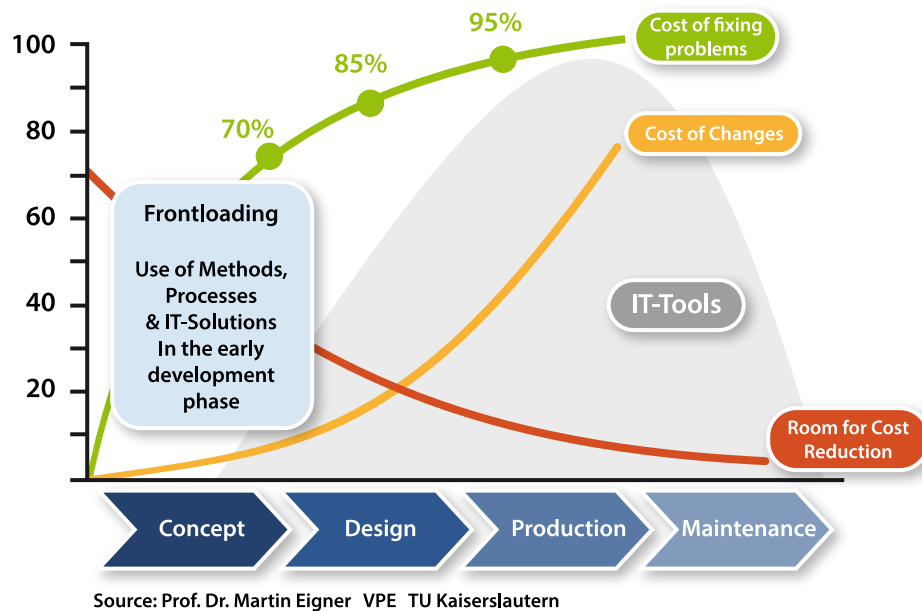 100
80
60
40
20
70%
85%
95%
Cost of fixing
problems
Cost of Changes
Frontloading
Use of Methods,
Processes
& IT-Solutions
In the early
development
phase
IT-Tools
Room for Cost
Reduction
Concept
Design
Production
Maintenance
Source: Prof. Dr. Martin Eigner VPE TU Kaiserslautern